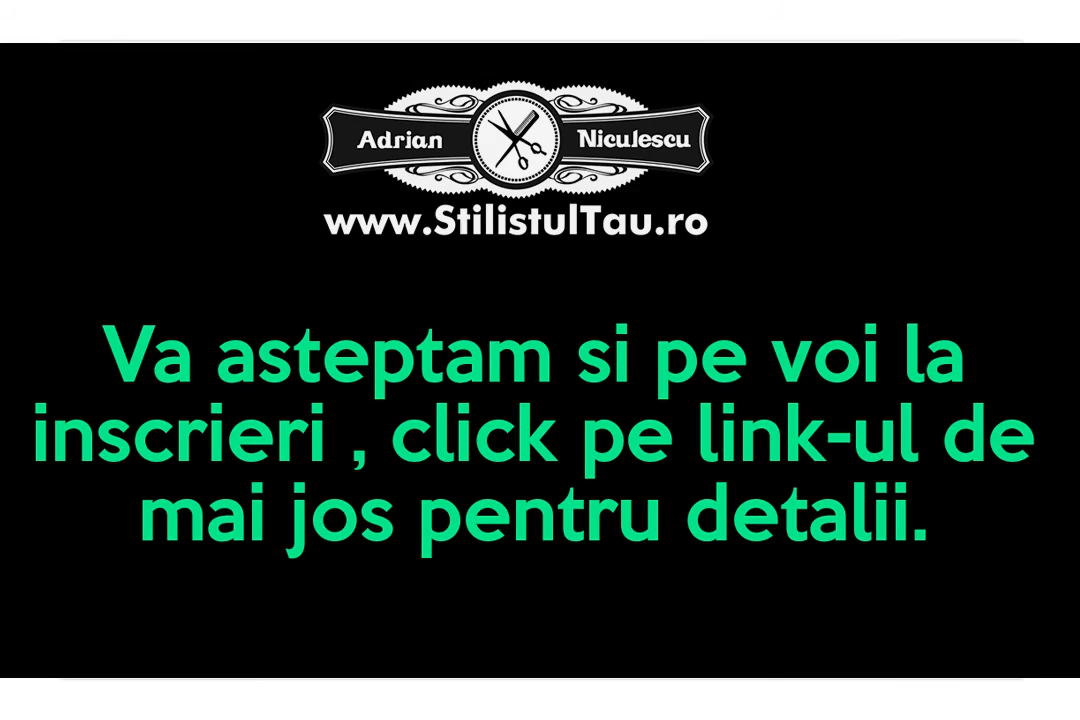 Adrian Niculescu
www.StilistulTau.ro
Va asteptam si pe voi la
inscrieri , click pe link-ul de
mai jos pentru detalii.